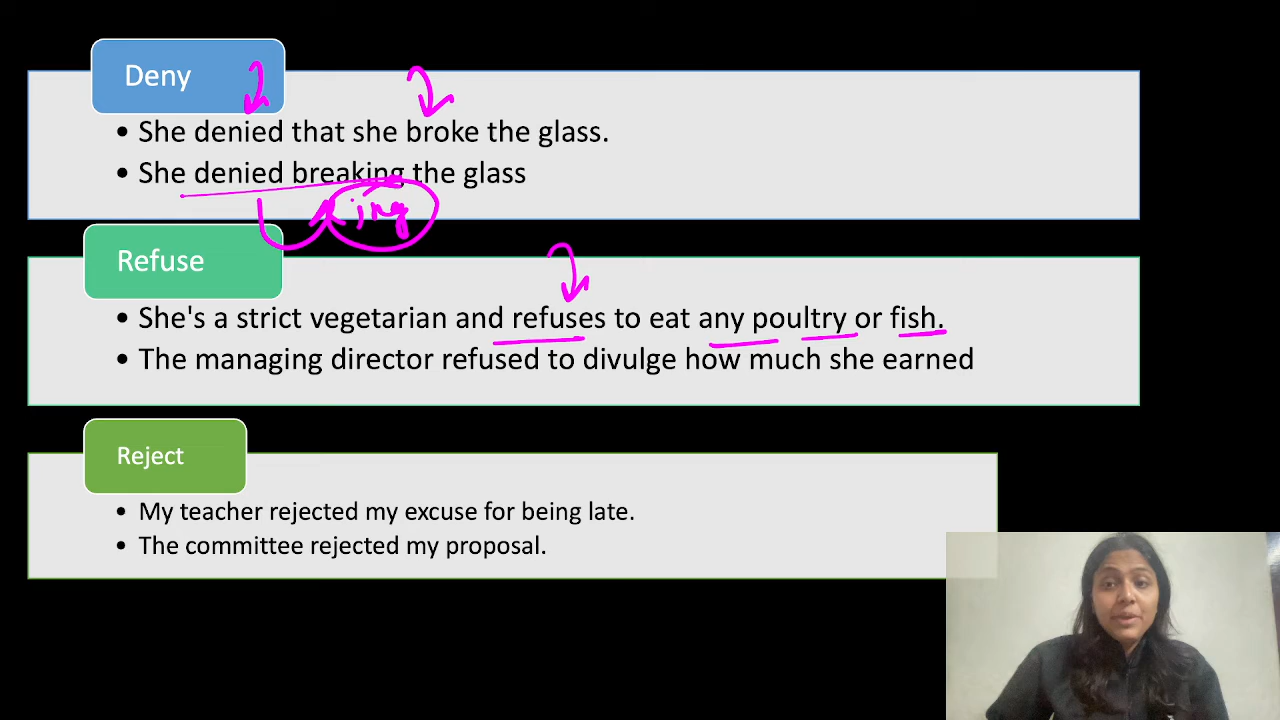 Deny
• She denied that she broke the glass.
• She denied breaking the glass
ing
Refuse
• She's a strict vegetarian and refuses to eat any poultry or fish.
• The managing director refused to divulge how much she earned
Reject
• My teacher rejected my excuse for being late.
• The committee rejected my proposal.